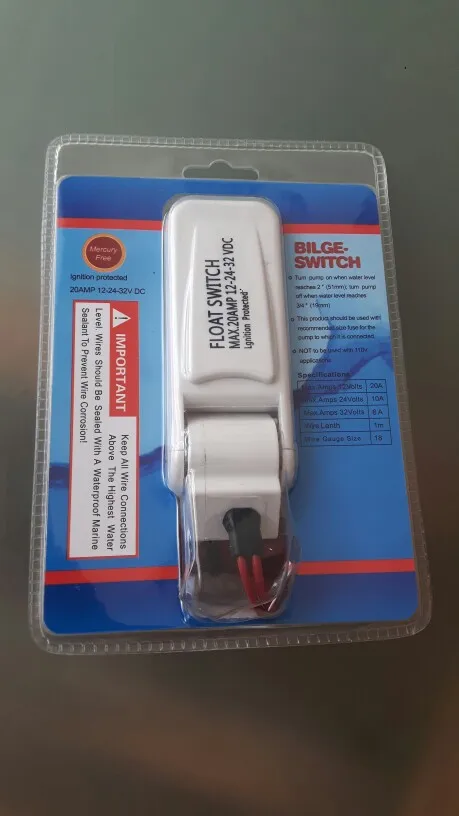 Mercury
Free
Ignition protected
20AMP 12-24-32V DC
IMPORTANT
Keep All Wire Connections
Above The Highest Water
Level. Wires Should Be Sealed With A Waterproof Marine
Sealant To Prevent Wire Corrosion!
FLOAT SWITCH
MAX.20AMP 12-24-32 VDC
Ignition Protected
BILGE-
SWITCH
Turn pump on when water level
reaches 2" (51mm); turn pump
off when water level reaches
3/4" (19mm)
This product should be used with
recommended size fuse for the
pump to which it is connected.
NOT to be used with 110v
applications
Specifications
Max.Amps 12Volts 20A
Max.Amps 24Volts 10A
Max.Amps 32Volts 6A
Wire Lenth 1m
Wire Gauge Size 18